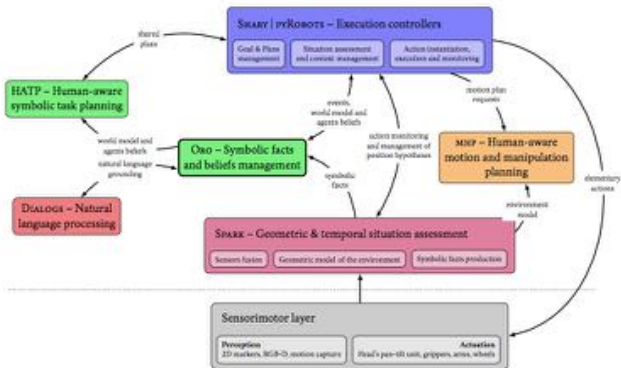 SHARY | PYROBOTS – Execution controllers
Goal & Plans
management
Situation assessment
and context management
Action instantiation,
execution and monitoring
shared
plans
HATP – Human-aware
symbolic task planning
events,
world model and
agents beliefs
motion plan
requests
world model and
agents beliefs
natural language
grounding
ORO – Symbolic facts
and beliefs management
action monitoring
and management of
position hypotheses
MHP – Human-aware
motion and manipulation
planning
elementary
actions
symbolic
facts
DIALOGS – Natural
language processing
environment
model
SPARK – Geometric & temporal situation assessment
Sensors fusion
Geometric model of the environment
Symbolic facts production
Sensorimotor layer
Perception
2D markers, RGB-D, motion capture
Actuation
Head's pan-tilt unit, grippers, arms, wheels